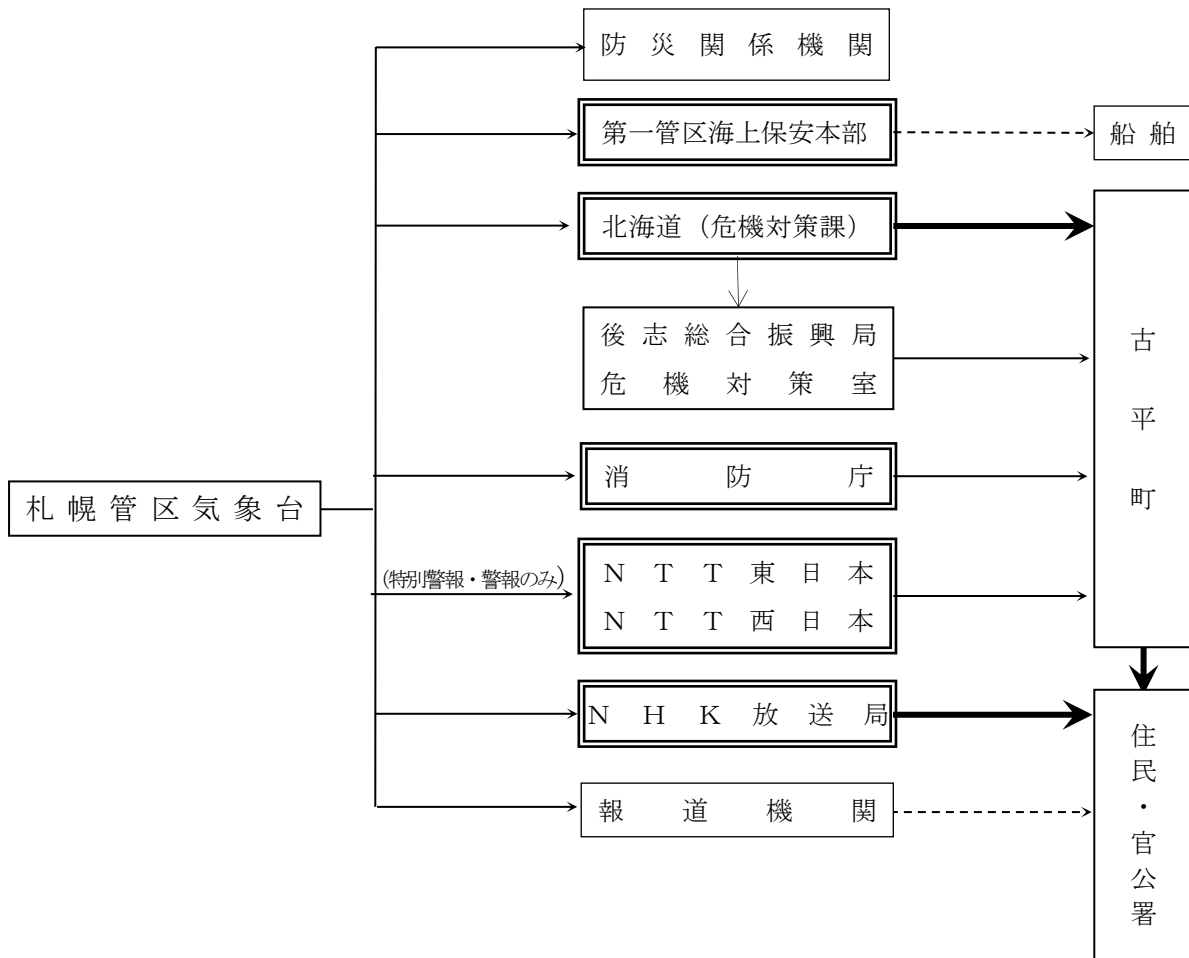 防災関係機関
第一管区海上保安本部
船舶
北海道（危機対策課）
後志総合振興局
危機対策室
古平町
消防庁
札幌管区気象台
(特別警報・警報のみ)
ＮＴＴ東日本
ＮＴＴ西日本
ＮＨＫ放送局
住民・官公署
報道機関